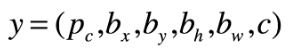 y = (p_c, b_x, b_y, b_h, b_w, c)